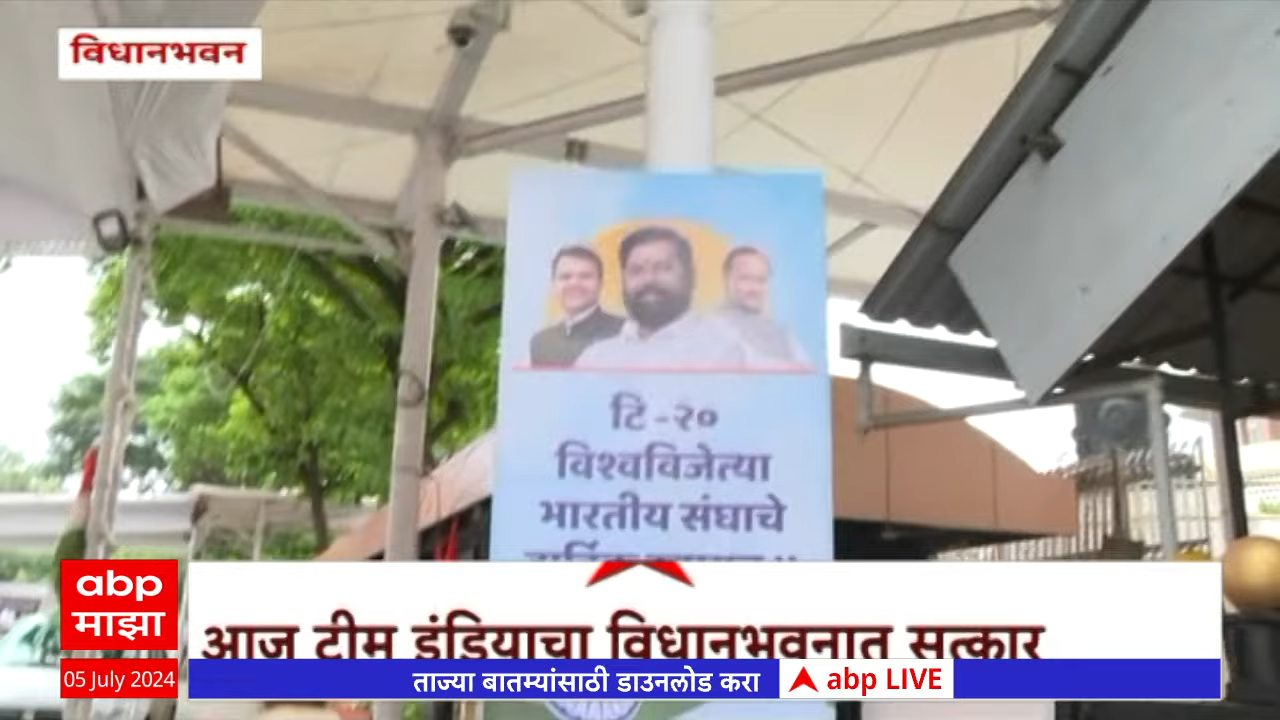 विधानभवन
टि-२०
विश्वविजेत्या
भारतीय संघाचे
abp
माझा
आज टीम इंडियाचा विधानभवनात सत्कार
05 July 2024
ताज्या बातम्यांसाठी डाउनलोड करा abp LIVE